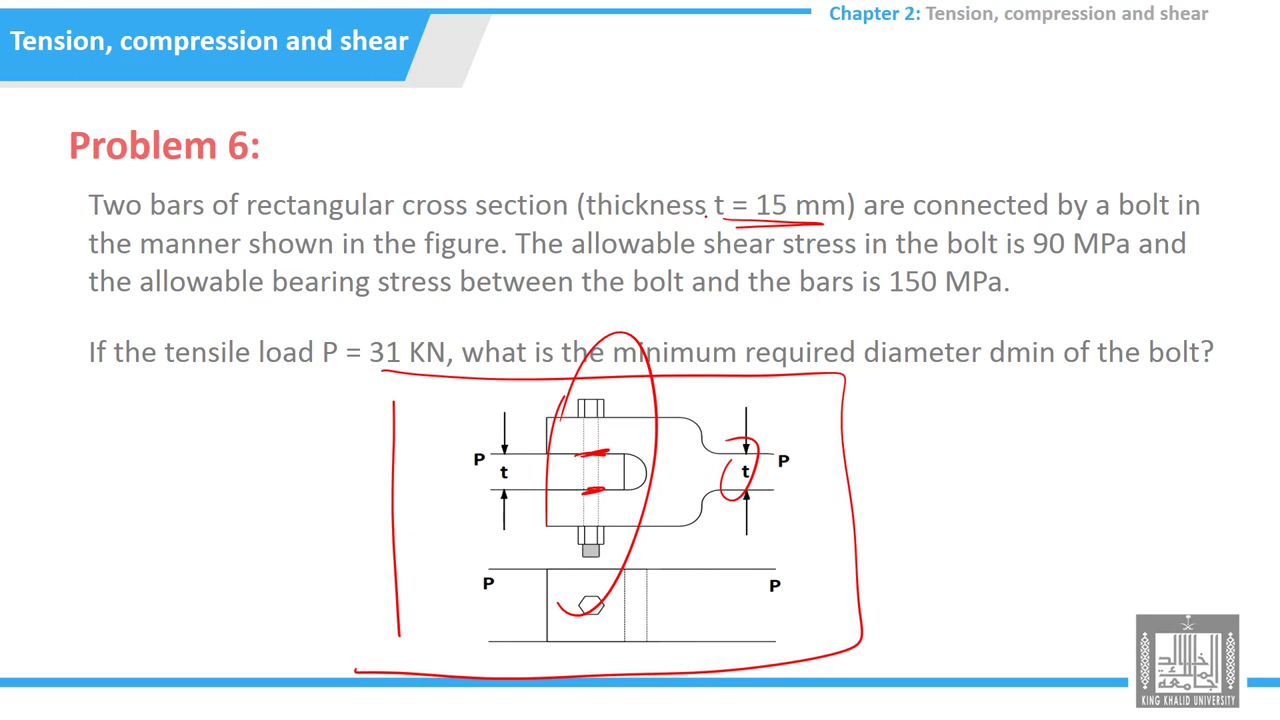 Chapter 2: Tension, compression and shear
Tension, compression and shear
Problem 6:
Two bars of rectangular cross section (thickness t = 15 mm) are connected by a bolt in
the manner shown in the figure. The allowable shear stress in the bolt is 90 MPa and
the allowable bearing stress between the bolt and the bars is 150 MPa.
If the tensile load P = 31 KN, what is the minimum required diameter dmin of the bolt?
P
t
t
P
P
P
KING KHALID UNIVERSITY